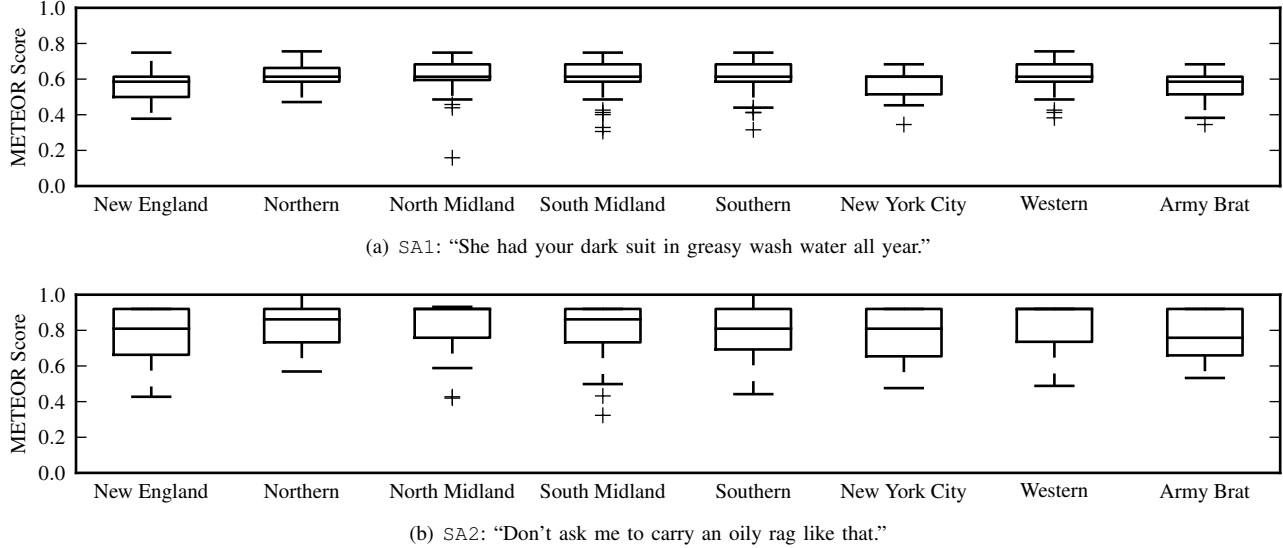 1.0
0.8
0.6
0.4
0.2
0.0
METEOR Score
New England Northern North Midland South Midland Southern New York City Western Army Brat
(a) SA1: “She had your dark suit in greasy wash water all year.”
1.0
0.8
0.6
0.4
0.2
0.0
METEOR Score
New England Northern North Midland South Midland Southern New York City Western Army Brat
(b) SA2: “Don't ask me to carry an oily rag like that.”